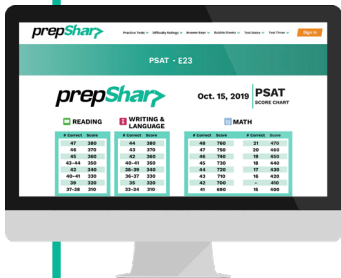 prepSharp
Practice Tests Difficulty Ratings Answer Keys Bubble Sheets Test Dates Test Timer Sign In
PSAT - E23
prepSharp Oct. 15, 2019 PSAT
SCORE CHART
READING WRITING & LANGUAGE MATH
# Correct Score # Correct Score # Correct Score # Correct Score
47 380 44 380 48 760 21 470
46 370 43 370 47 750 20 460
45 360 42 360 46 740 19 450
43-44 350 40-41 350 45 730 18 440
42 340 38-39 340 44 720 17 430
40-41 330 36-37 330 43 710 16 420
39 320 35 320 42 700 - 410
37-38 310 33-34 310 41 690 15 400